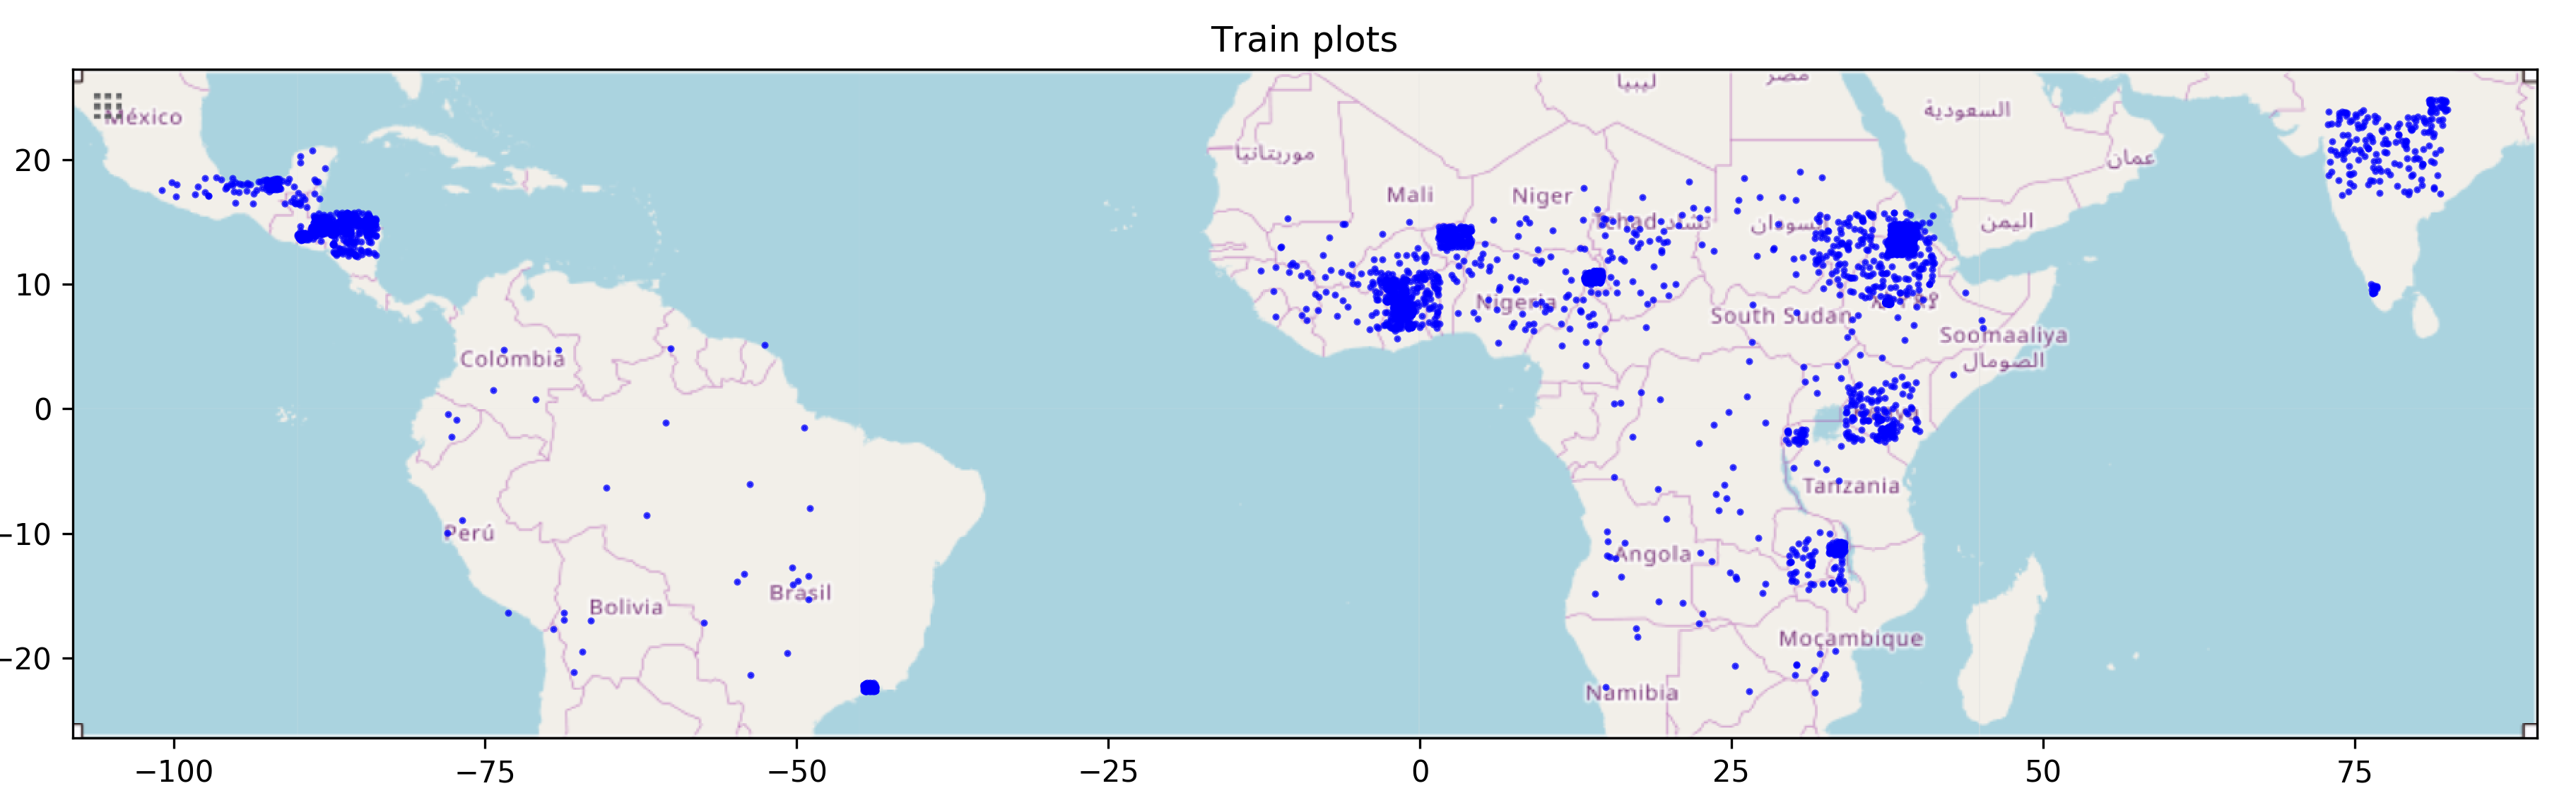 Train plots
ليبيا
مصر
México
السعودية
20
موريتانيا
عمان
Mali
Niger
Tchad تشاد
السودان
اليمن
10
Nigeria
South Sudan
Soomaaliya
الصومال
Colombia
0
Tanzania
Perú
−10
Angola
Brasil
Bolivia
Moçambique
−20
Namibia
−100
−75
−50
−25
0
25
50
75